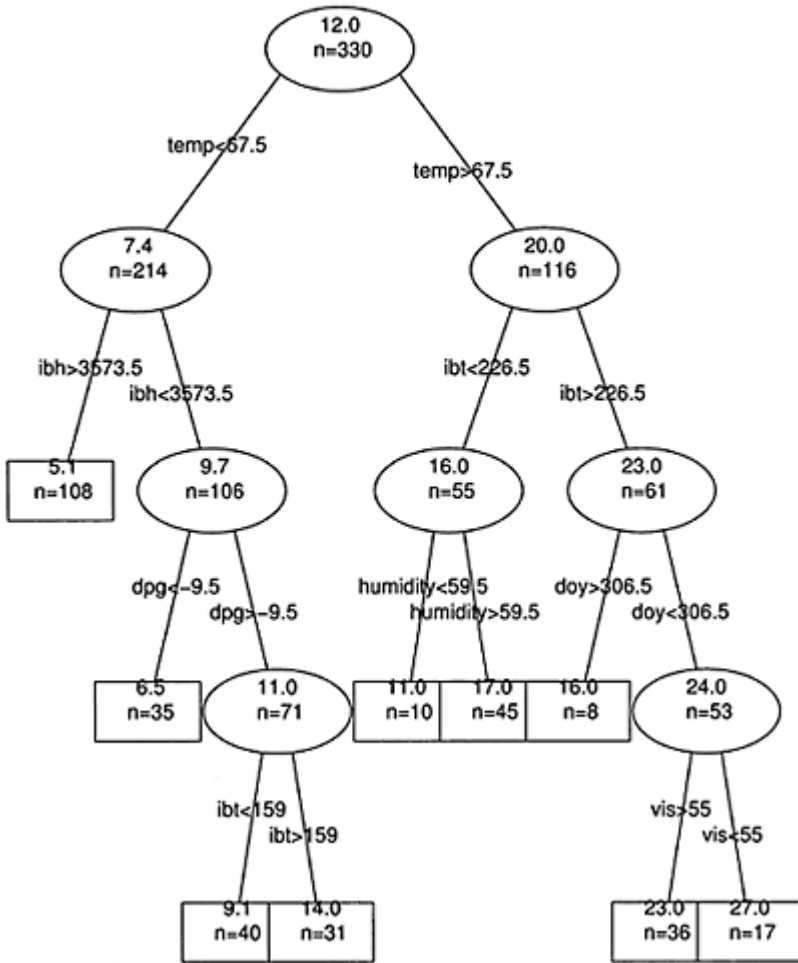 12.0
n=330
temp<67.5
temp>67.5
7.4
n=214
20.0
n=116
ibh>3573.5
ibh<3573.5
ibt<226.5
ibt>226.5
5.1
n=108
9.7
n=106
16.0
n=55
23.0
n=61
dpg<-9.5
dpg>-9.5
humidity<59.5
humidity>59.5
doy>306.5
doy<306.5
6.5
n=35
11.0
n=71
11.0
n=10
17.0
n=45
16.0
n=8
24.0
n=53
ibt<159
ibt>159
vis>55
vis<55
9.1
n=40
14.0
n=31
23.0
n=36
27.0
n=17